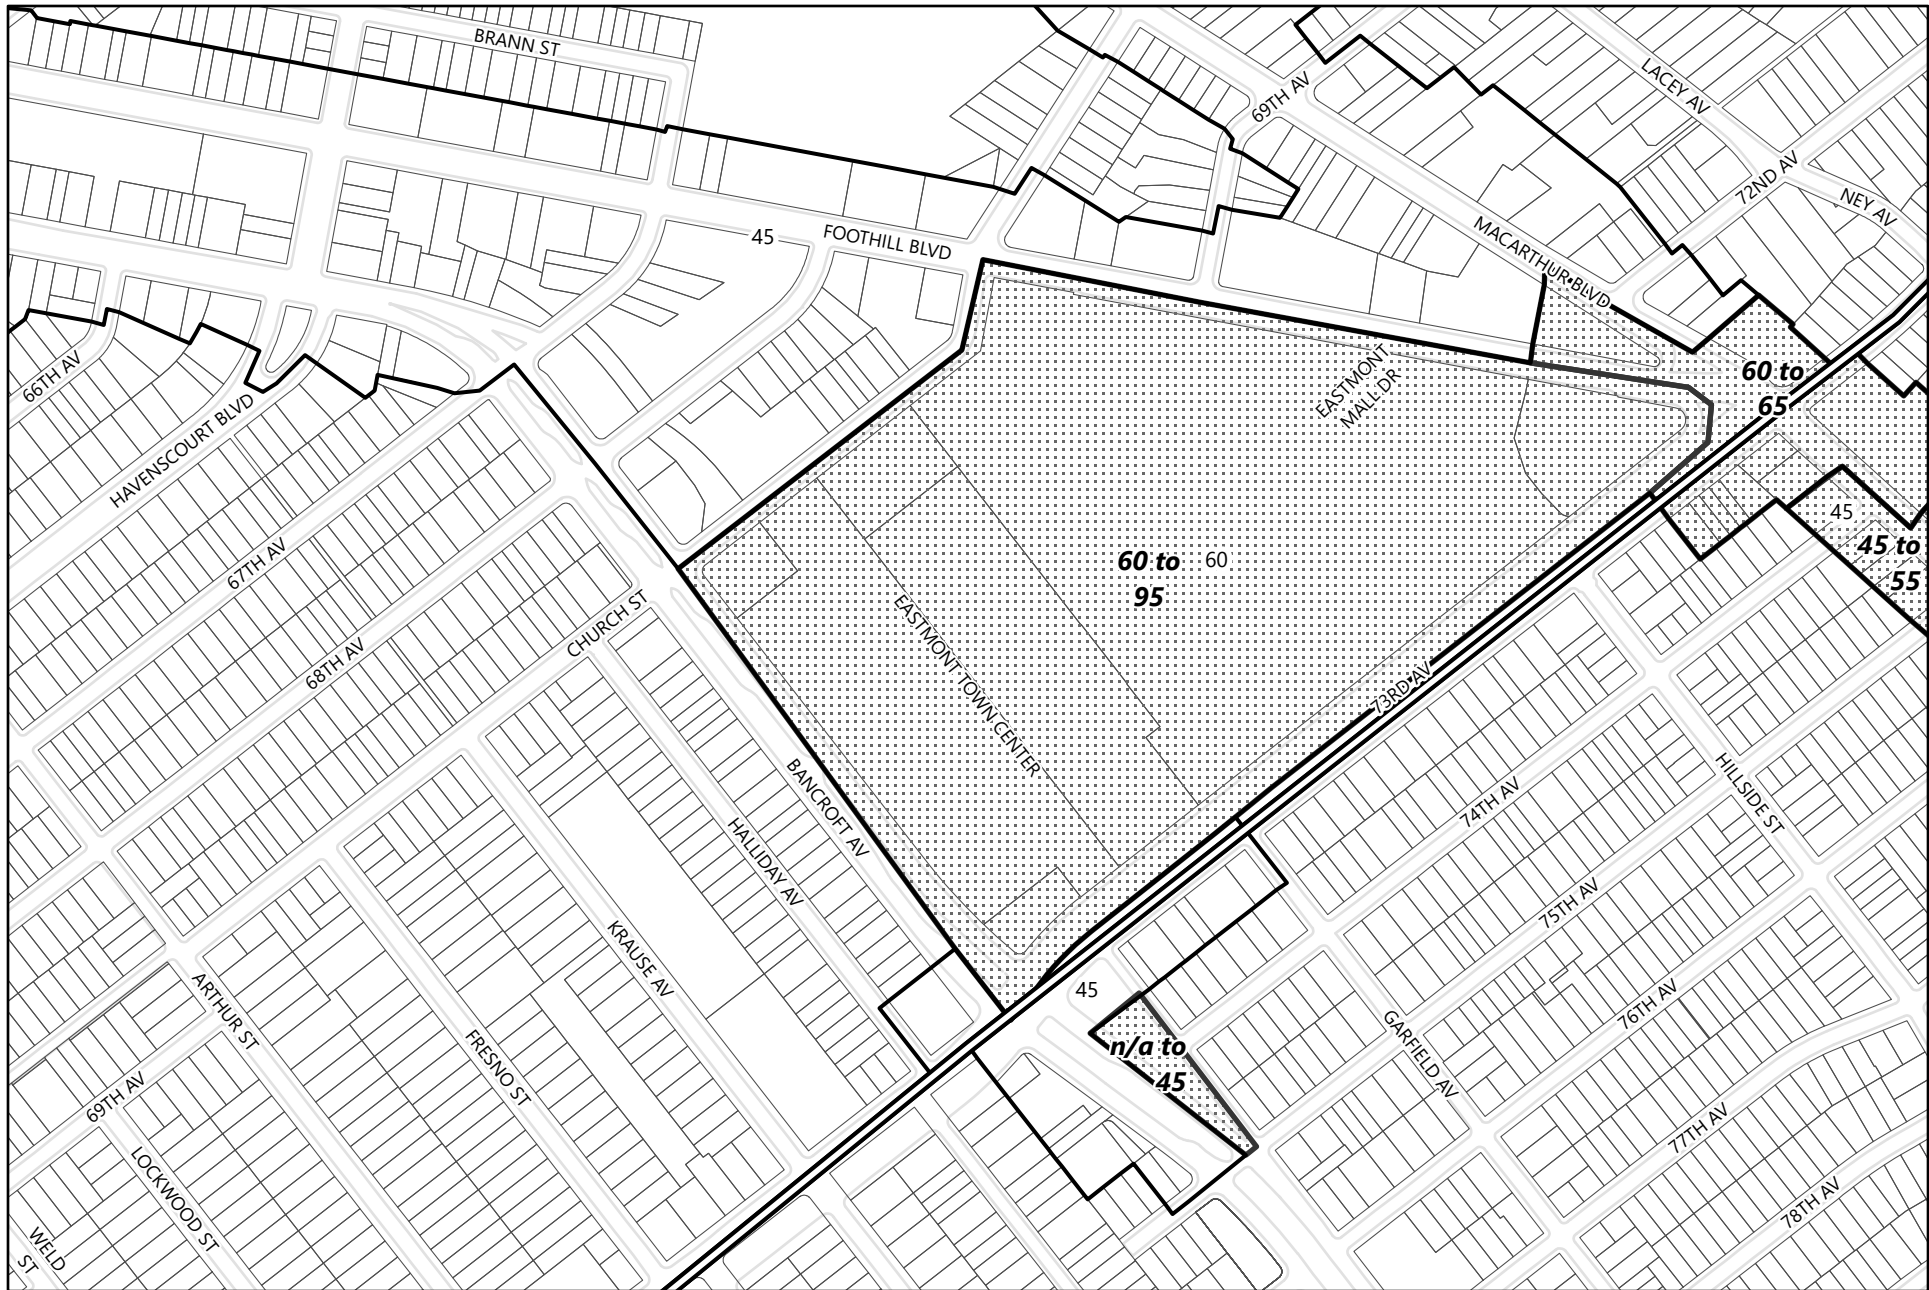 BRANN ST
69TH AV
LACEY AV
72ND AV
NEY AV
45
FOOTHILL BLVD
MACARTHUR BLVD
66TH AV
HAVENSCOURT BLVD
EASTMONT
MALL DR
60 to
65
67TH AV
68TH AV
CHURCH ST
60 to
95
60
45
45 to
55
EASTMONT TOWN CENTER
73RD AV
BANCROFT AV
HALLIDAY AV
74TH AV
HILLSIDE ST
75TH AV
KRAUSE AV
ARTHUR ST
FRESNO ST
45
n/a to
45
76TH AV
GARFIELD AV
69TH AV
LOCKWOOD ST
77TH AV
78TH AV
WELD
ST